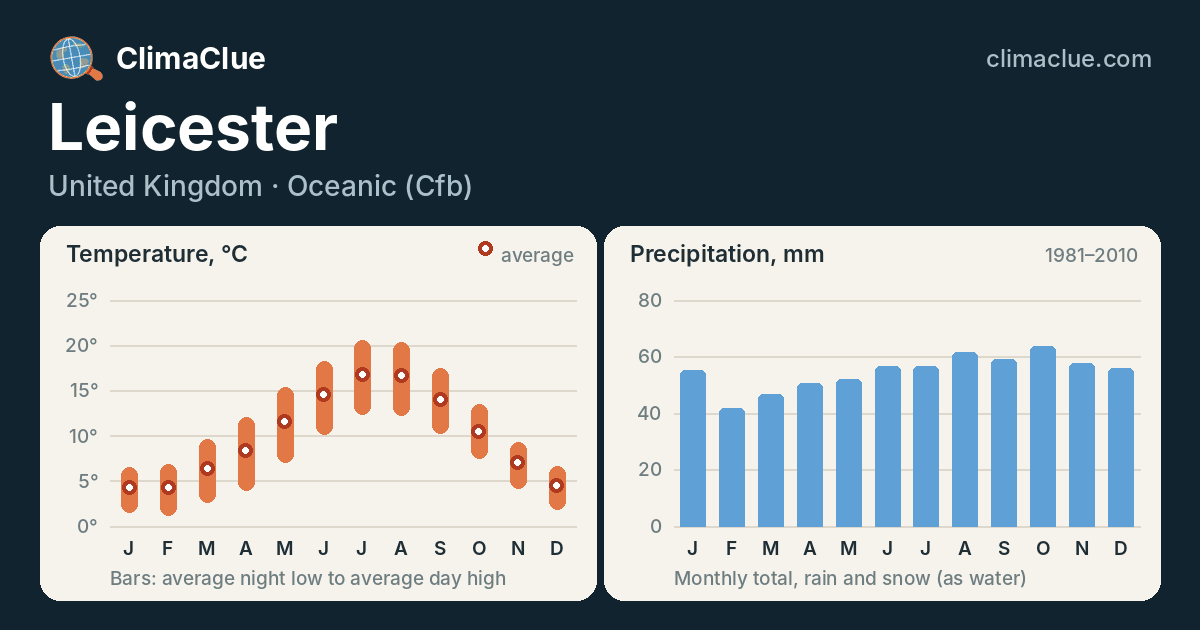 ClimaClue
climaclue.com
Leicester
United Kingdom · Oceanic (Cfb)
Temperature, °C
average
25°
20°
15°
10°
5°
0°
J F M A M J J A S O N D
Bars: average night low to average day high
Precipitation, mm
1981–2010
80
60
40
20
0
J F M A M J J A S O N D
Monthly total, rain and snow (as water)